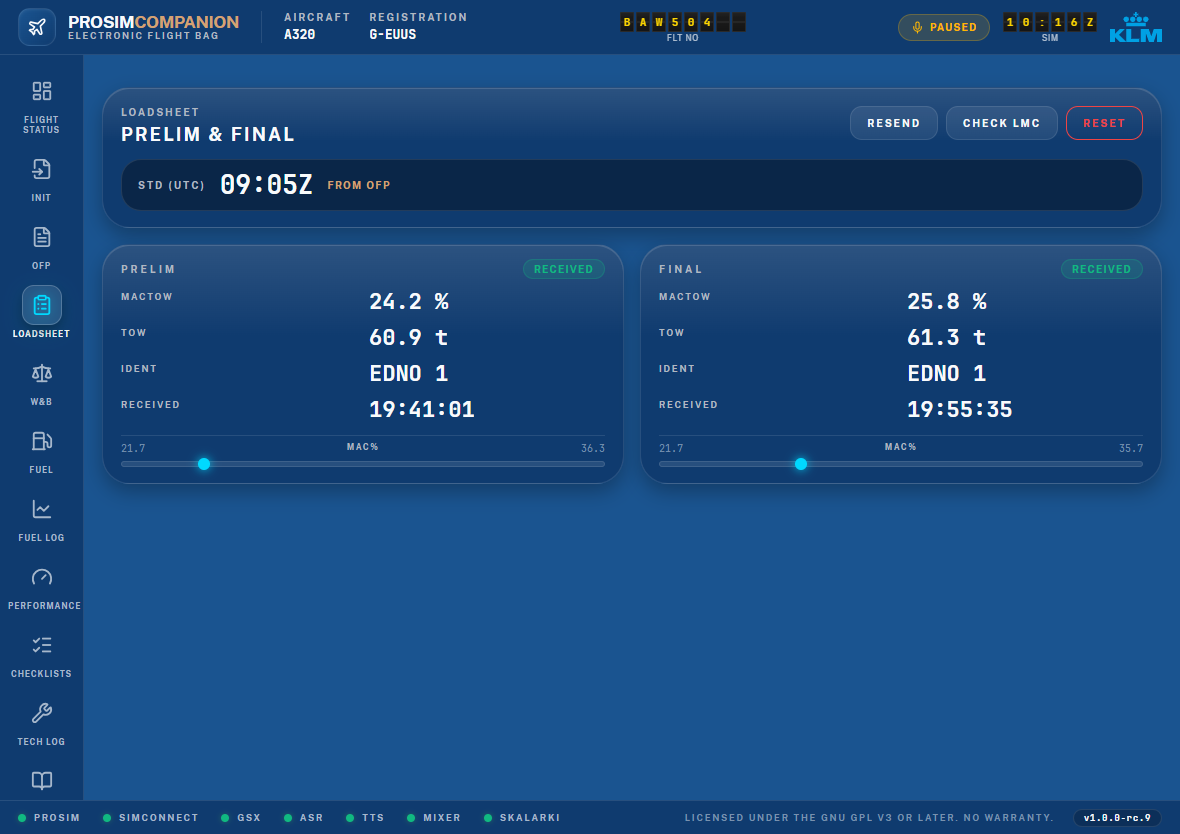 PROSIMCOMPANION
ELECTRONIC FLIGHT BAG
AIRCRAFT
A320
REGISTRATION
G-EUUS
BAW504
FLT NO
PAUSED
10:16Z
SIM
KLM
FLIGHT
STATUS
INIT
OFP
LOADSHEET
W&B
FUEL
FUEL LOG
PERFORMANCE
CHECKLISTS
TECH LOG
LOADSHEET
PRELIM & FINAL
RESEND
CHECK LMC
RESET
STD (UTC) 09:05Z FROM OFP
PRELIM
RECEIVED
MACTOW 24.2 %
TOW 60.9 t
IDENT EDNO 1
RECEIVED 19:41:01
21.7 MAC% 36.3
FINAL
RECEIVED
MACTOW 25.8 %
TOW 61.3 t
IDENT EDNO 1
RECEIVED 19:55:35
21.7 MAC% 35.7
PROSIM SIMCONNECT GSX ASR TTS MIXER SKALARKI
LICENSED UNDER THE GNU GPL V3 OR LATER. NO WARRANTY.
v1.0.0-rc.9